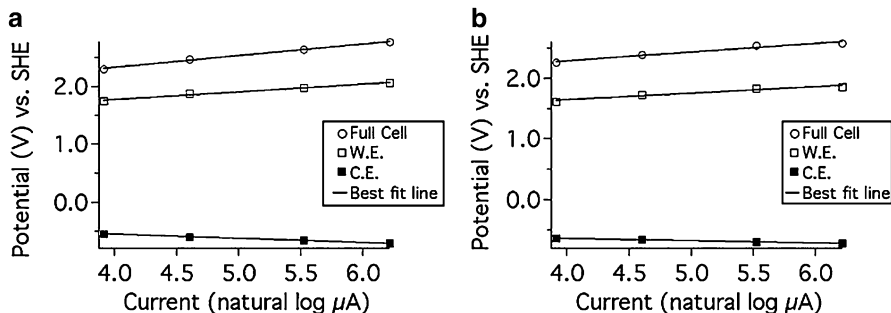 a
Potential (V) vs. SHE
2.0
1.0
0.0
Full Cell
W.E.
C.E.
Best fit line
4.0 4.5 5.0 5.5 6.0
Current (natural log μA)
b
Potential (V) vs. SHE
2.0
1.0
0.0
Full Cell
W.E.
C.E.
Best fit line
4.0 4.5 5.0 5.5 6.0
Current (natural log μA)